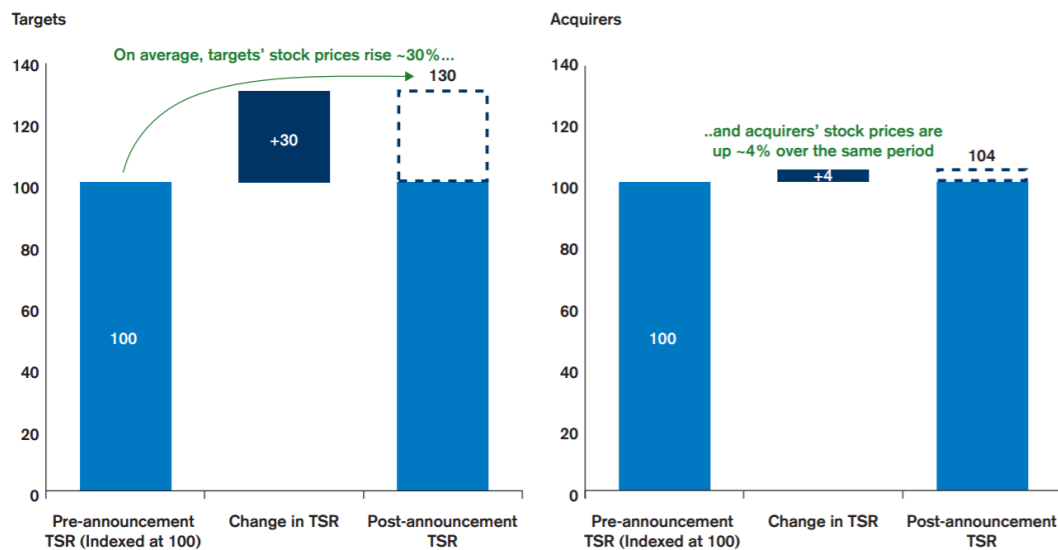 Targets
On average, targets’ stock prices rise ~30%...
140
120
100
80
60
40
20
0
100
+30
130
Pre-announcement
TSR (Indexed at 100)
Change in TSR
Post-announcement
TSR
Acquirers
..and acquirers’ stock prices are
up ~4% over the same period
140
120
100
80
60
40
20
0
100
+4
104
Pre-announcement
TSR (Indexed at 100)
Change in TSR
Post-announcement
TSR